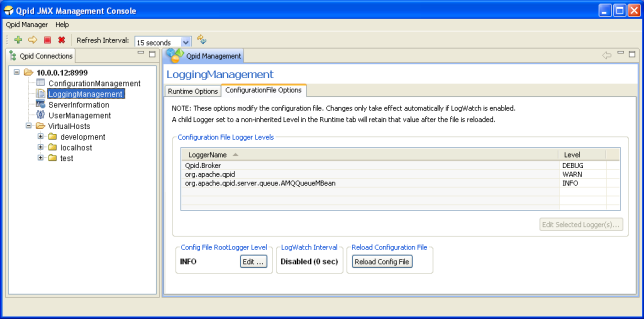 Qpid JMX Management Console
Qpid Manager Help
Refresh Interval: 15 seconds
Qpid Connections
10.0.0.12:8999
ConfigurationManagement
LoggingManagement
ServerInformation
UserManagement
VirtualHosts
development
localhost
test
Qpid Management
LoggingManagement
Runtime Options ConfigurationFile Options
NOTE: These options modify the configuration file. Changes only take effect automatically if LogWatch is enabled.
A child Logger set to a non-inherited Level in the Runtime tab will retain that value after the file is reloaded.
Configuration File Logger Levels
LoggerName Level
Qpid.Broker DEBUG
org.apache.qpid WARN
org.apache.qpid.server.queue.AMQQueueMBean INFO
Edit Selected Logger(s)...
Config File RootLogger Level LogWatch Interval Reload Configuration File
INFO Edit ... Disabled (0 sec) Reload Config File